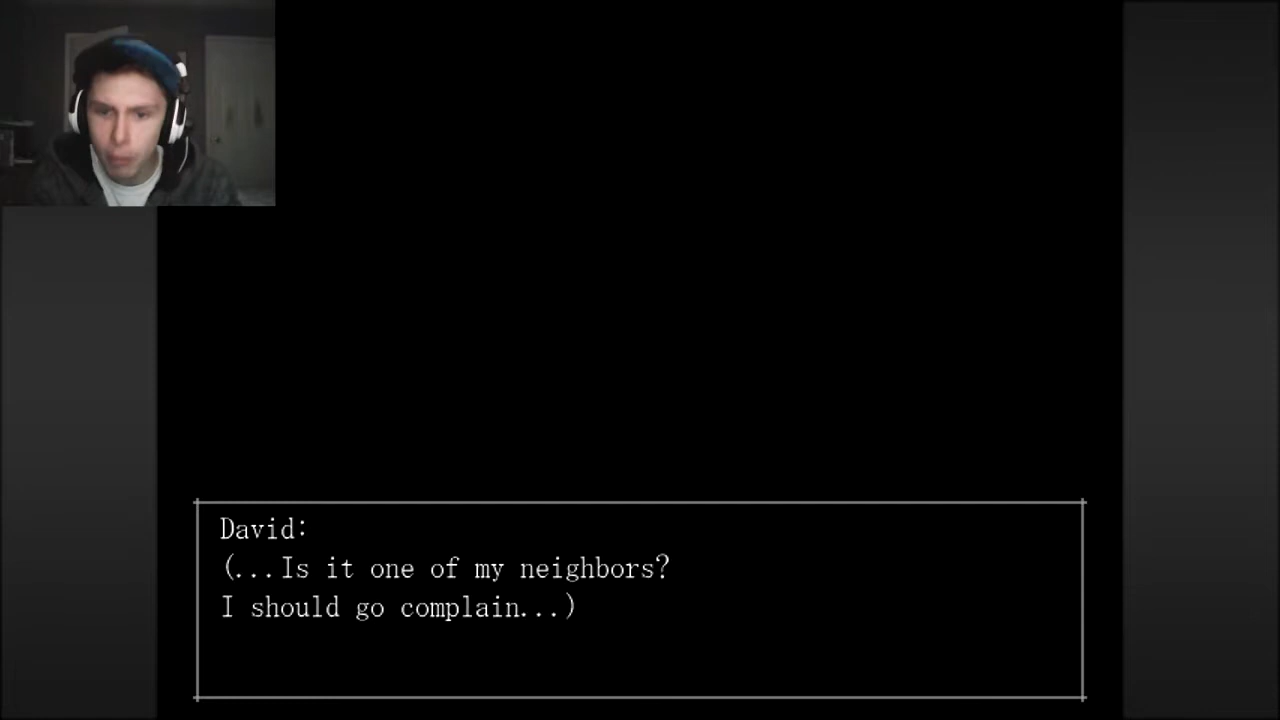 David:
(...Is it one of my neighbors?
I should go complain...)